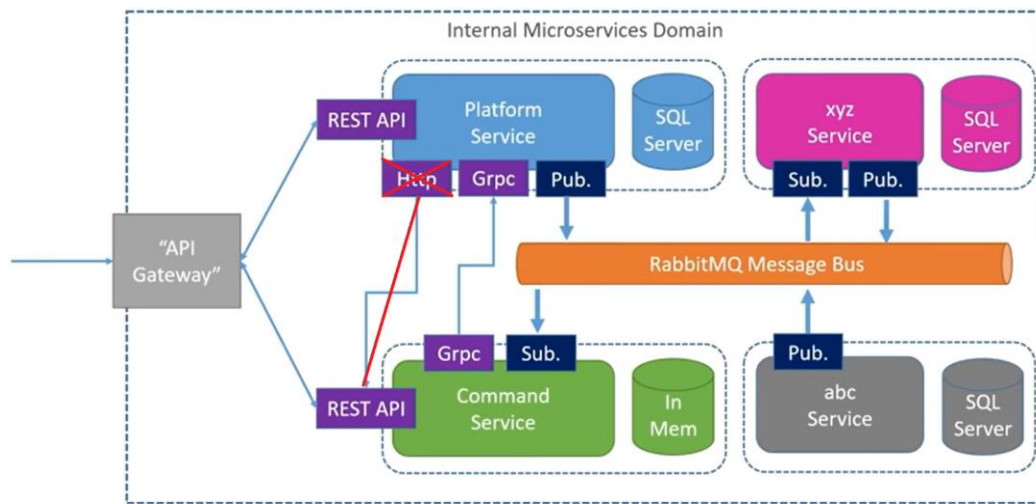 Internal Microservices Domain
REST API
Platform
Service
SQL
Server
xyz
Service
SQL
Server
Http
Grpc
Pub.
Sub.
Pub.
"API
Gateway"
RabbitMQ Message Bus
Grpc
Sub.
Pub.
REST API
Command
Service
In
Mem
abc
Service
SQL
Server